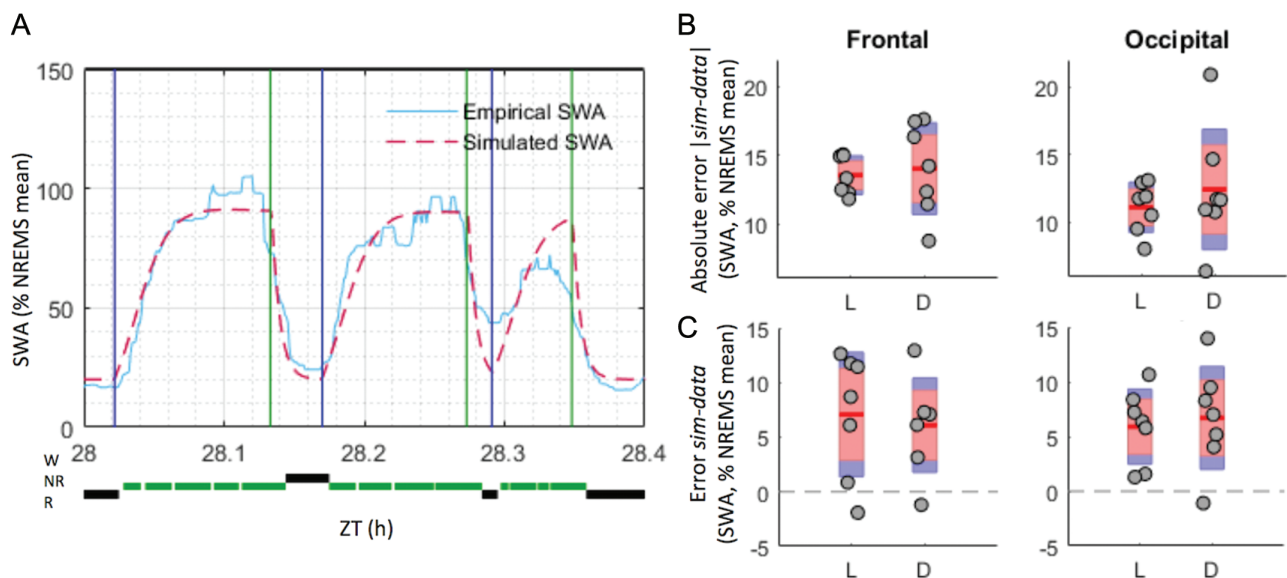 A
150
100
50
0
SWA (% NREMS mean)
Empirical SWA
Simulated SWA
28
28.1
28.2
28.3
28.4
W
NR
R
ZT (h)
B
Frontal
Occipital
Absolute error |sim-data|
(SWA, % NREMS mean)
20
15
10
L
D
20
15
10
L
D
C
Error sim-data
(SWA, % NREMS mean)
15
10
5
0
-5
L
D
15
10
5
0
-5
L
D